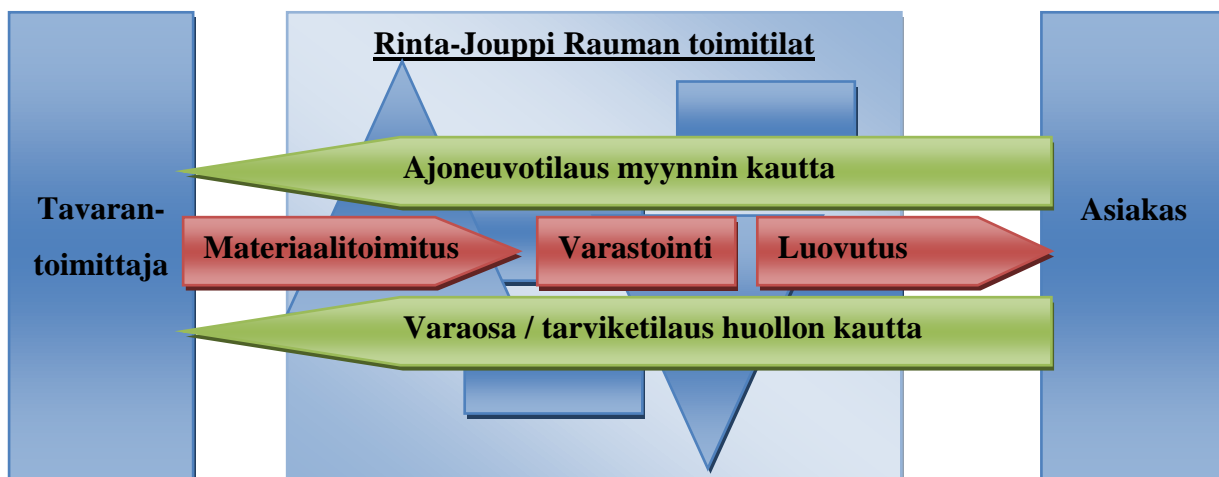 Rinta-Jouppi Rauman toimitilat
Ajoneuvotilaus myynnin kautta
Tavaran-
toimittaja
Materiaalitoimitus
Varastointi
Luovutus
Asiakas
Varaosa / tarviketilaus huollon kautta